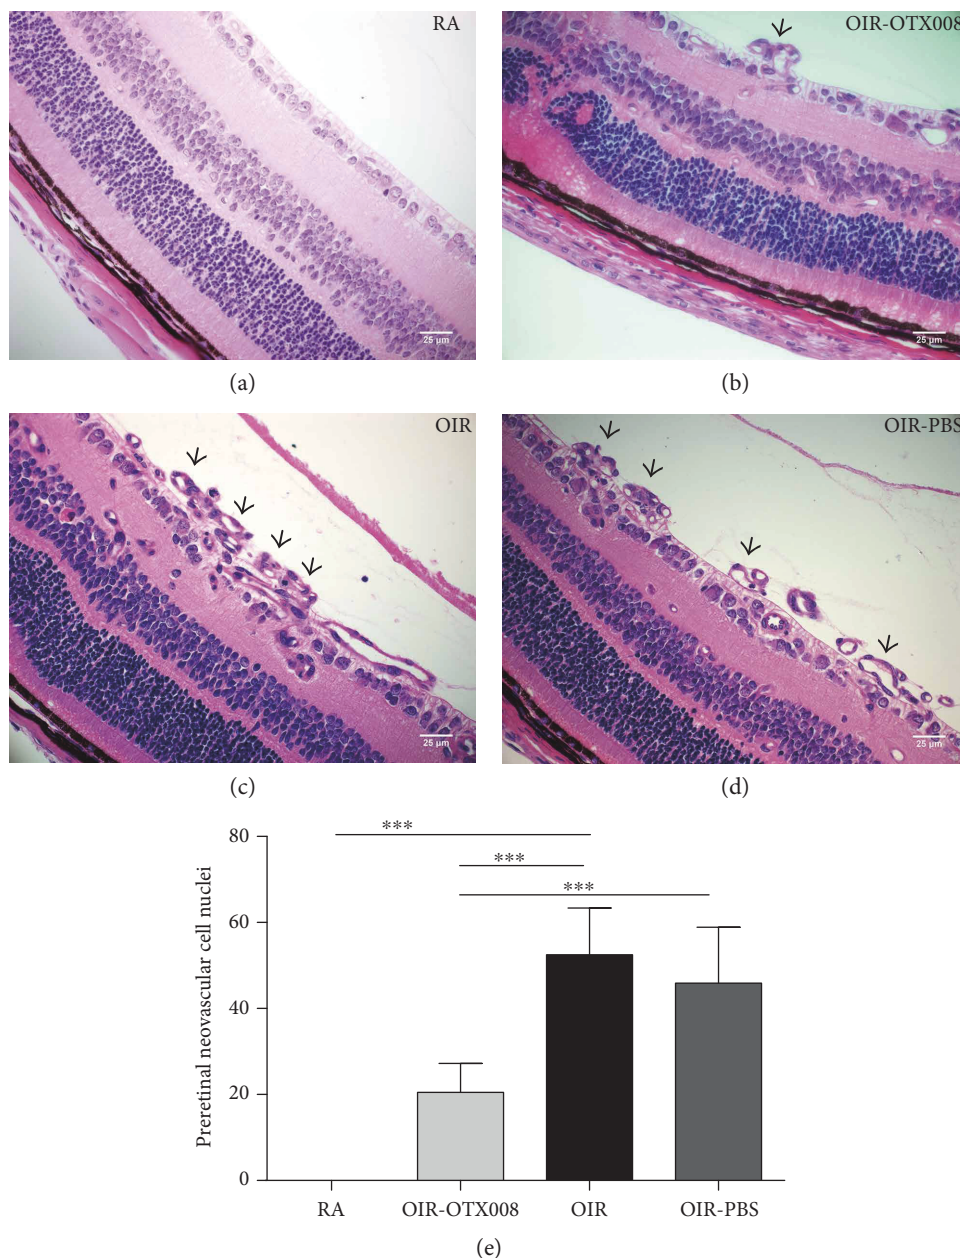 RA
25 µm
(a)
OIR-OTX008
25 µm
(b)
OIR
25 µm
(c)
OIR-PBS
25 µm
(d)
Preretinal neovascular cell nuclei
80
60
40
20
0
***
***
***
RA
OIR-OTX008
OIR
OIR-PBS
(e)